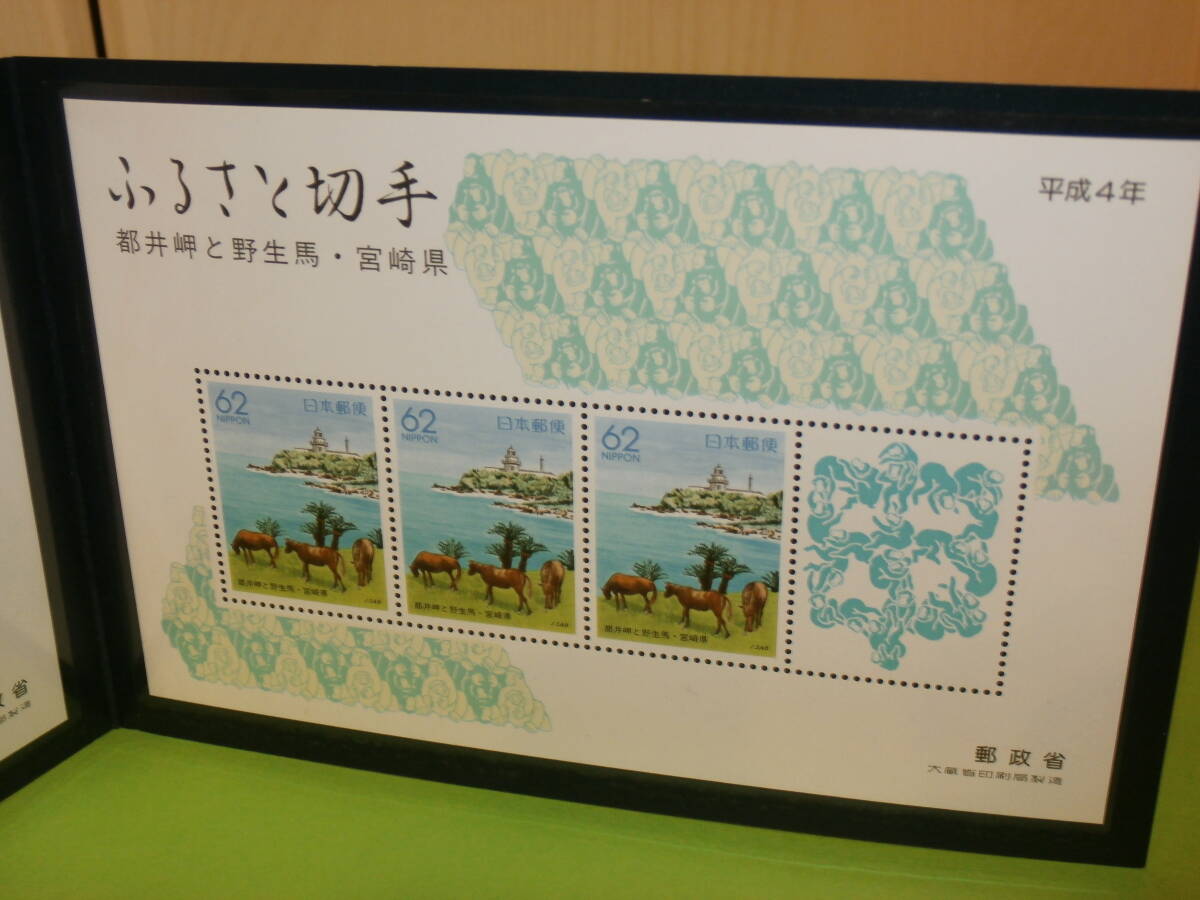 ふるさと切手
平成4年
都井岬と野生馬・宮崎県
62
NIPPON
日本郵便
都井岬と野生馬・宮崎県
62
NIPPON
日本郵便
都井岬と野生馬・宮崎県
62
NIPPON
日本郵便
都井岬と野生馬・宮崎県
郵政省
大蔵省印刷局製造
政省
製造